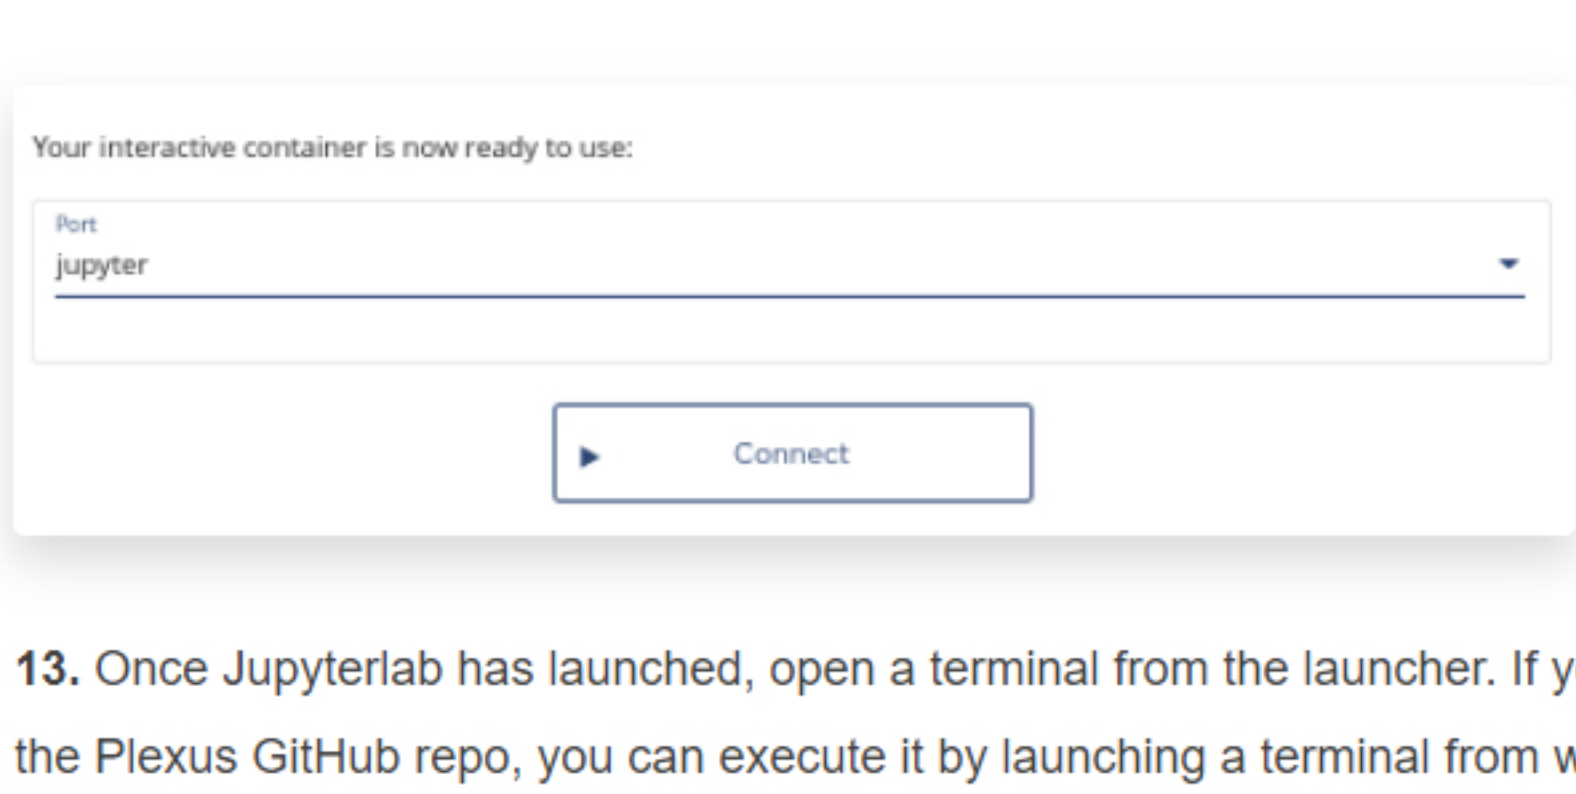 Your interactive container is now ready to use:
Port
jupyter
Connect
13. Once Jupyterlab has launched, open a terminal from the launcher. If
the Plexus GitHub repo, you can execute it by launching a terminal from